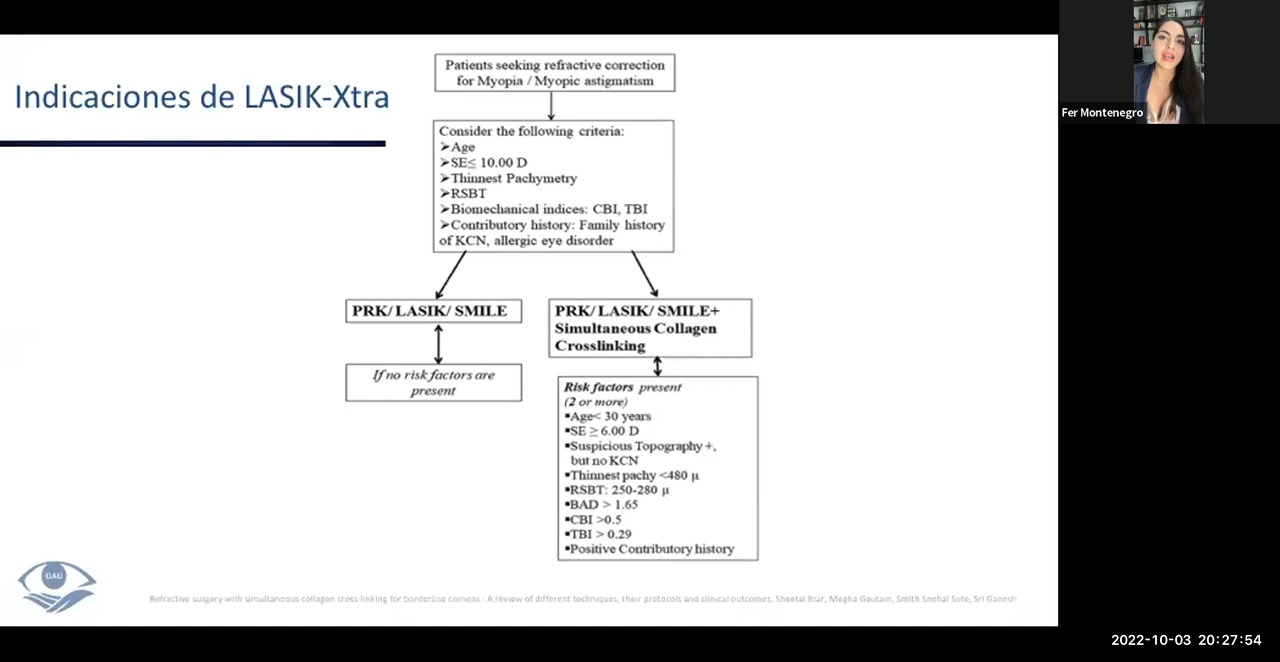 Indicaciones de LASIK-Xtra
Patients seeking refractive correction
for Myopia / Myopic astigmatism
Consider the following criteria:
➢Age
➢SE≤ 10.00 D
➢Thinnest Pachymetry
➢RSBT
➢Biomechanical indices: CBI, TBI
➢Contributory history: Family history
of KCN, allergic eye disorder
PRK/ LASIK/ SMILE
If no risk factors are
present
PRK/ LASIK/ SMILE+
Simultaneous Collagen
Crosslinking
Risk factors present
(2 or more)
▪Age< 30 years
▪SE ≥ 6.00 D
▪Suspicious Topography +,
but no KCN
▪Thinnest pachy <480 µ
▪RSBT: 250-280 µ
▪BAD > 1.65
▪CBI >0.5
▪TBI > 0.29
▪Positive Contributory history
GAU
Refractive surgery with simultaneous collagen cross-linking for borderline corneas : A review of different techniques, their protocols and clinical outcomes, Sheetal Brar, Megha Gautam, Smith Snehal Sute, Sri Ganesh
Fer Montenegro
2022-10-03 20:27:54